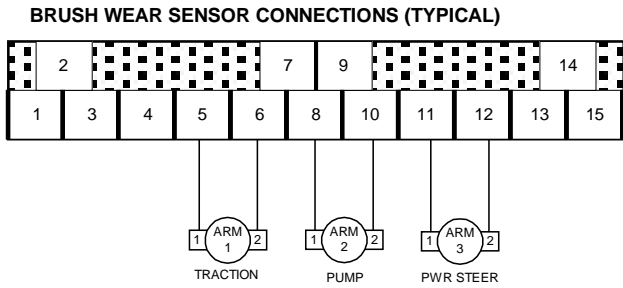 BRUSH WEAR SENSOR CONNECTIONS (TYPICAL)
2 7 9 14
1 3 4 5 6 8 10 11 12 13 15
1 ARM 1 2 1 ARM 2 2 1 ARM 3 2
TRACTION PUMP PWR STEER